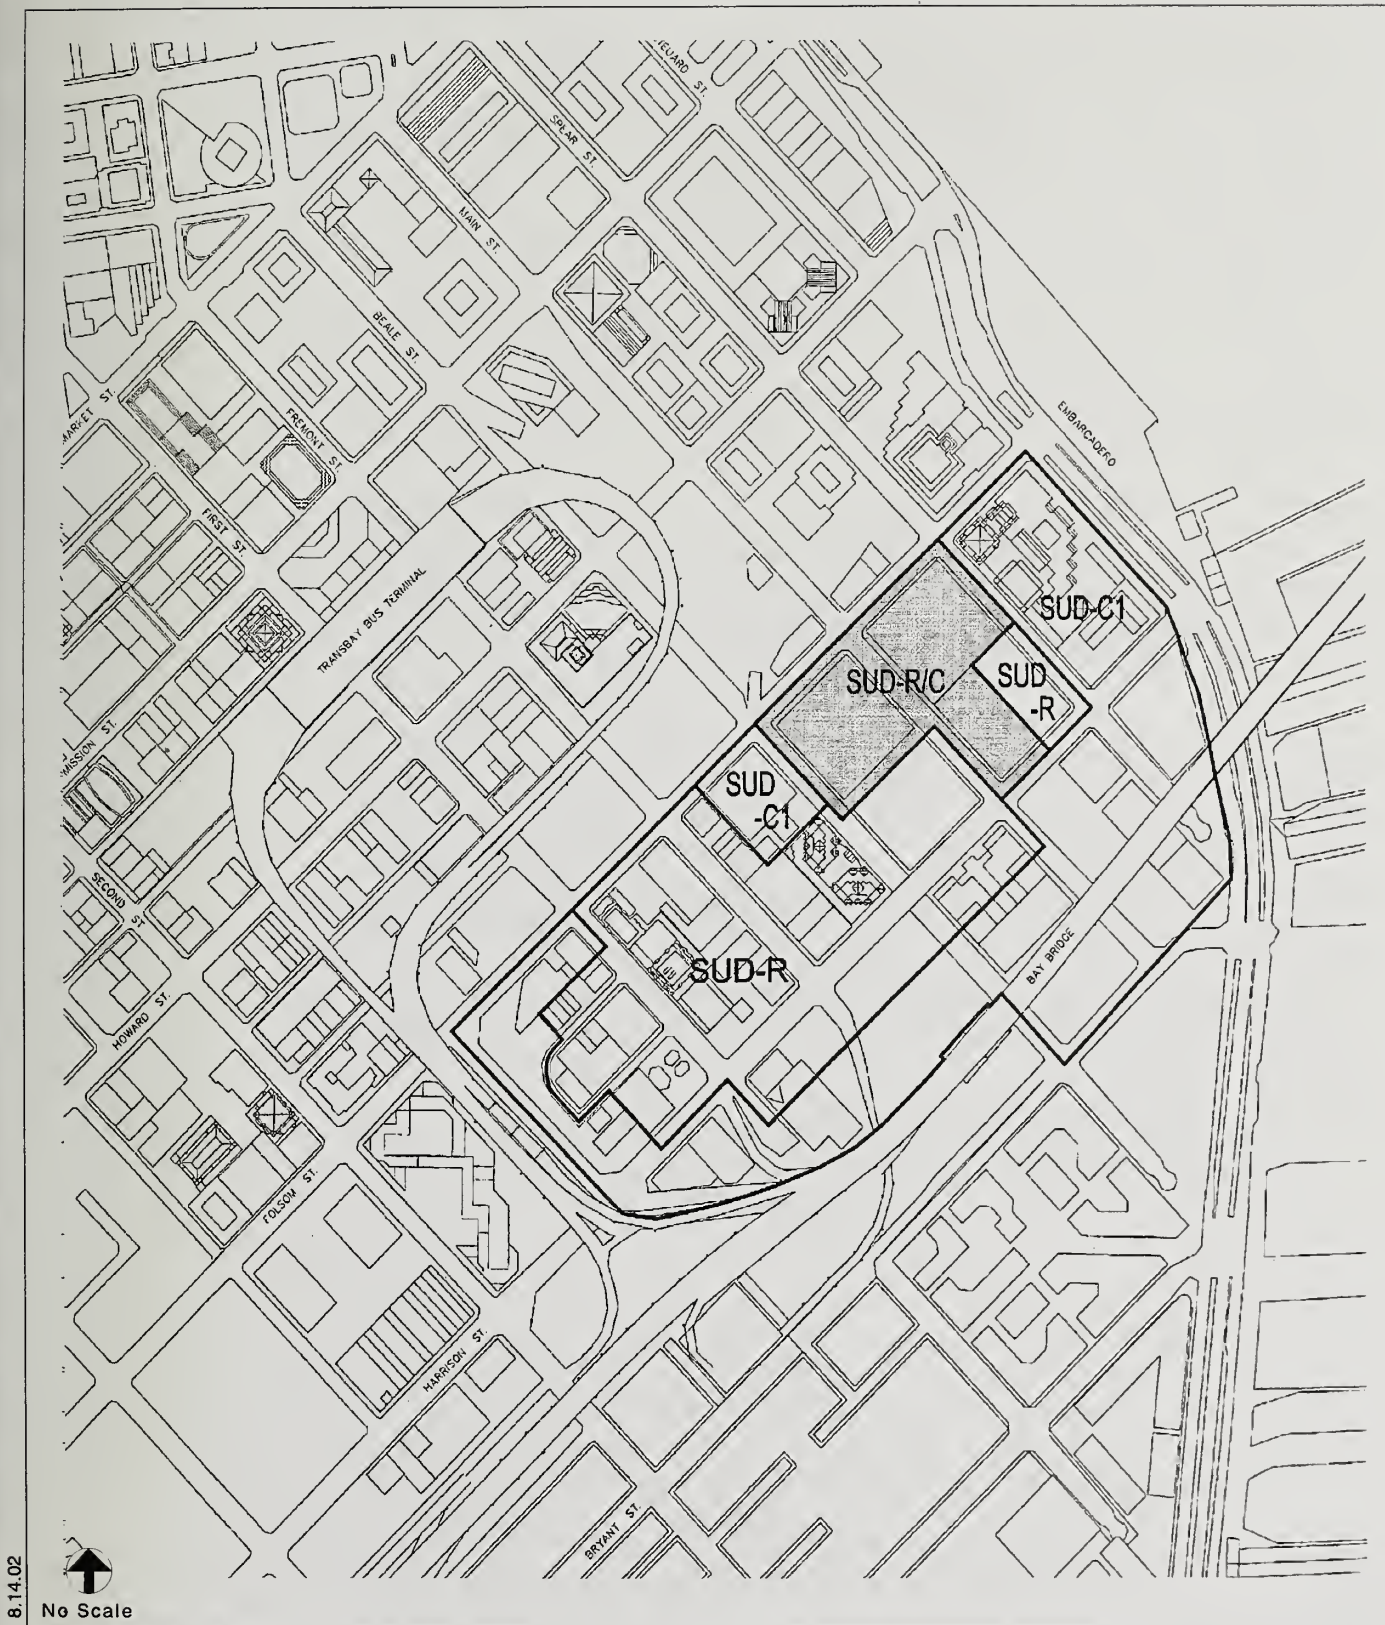 STEUARD ST.
SPEAR ST.
MAIN ST.
BEALE ST.
FREMONT ST.
MARKET ST.
FIRST ST.
EMBARCADERO
TRANSBAY BUS TERMINAL
SUD-C1
SUD-R/C
SUD
-R
SUD
-C1
MISSION ST.
SECOND ST.
SUD-R
BAY BRIDGE
HOWARD ST.
FOLSOM ST.
HARRISON ST.
BRYANT ST.
8.14.02
No Scale